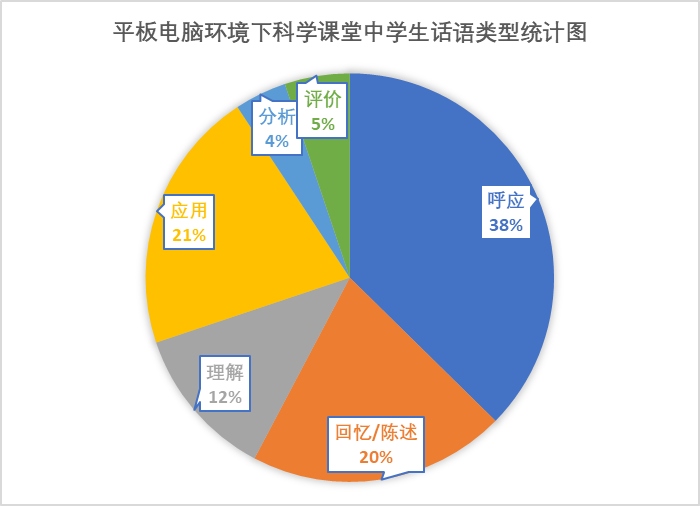 平板电脑环境下科学课堂中学生话语类型统计图
评价
5%
分析
4%
呼应
38%
应用
21%
理解
12%
回忆/陈述
20%